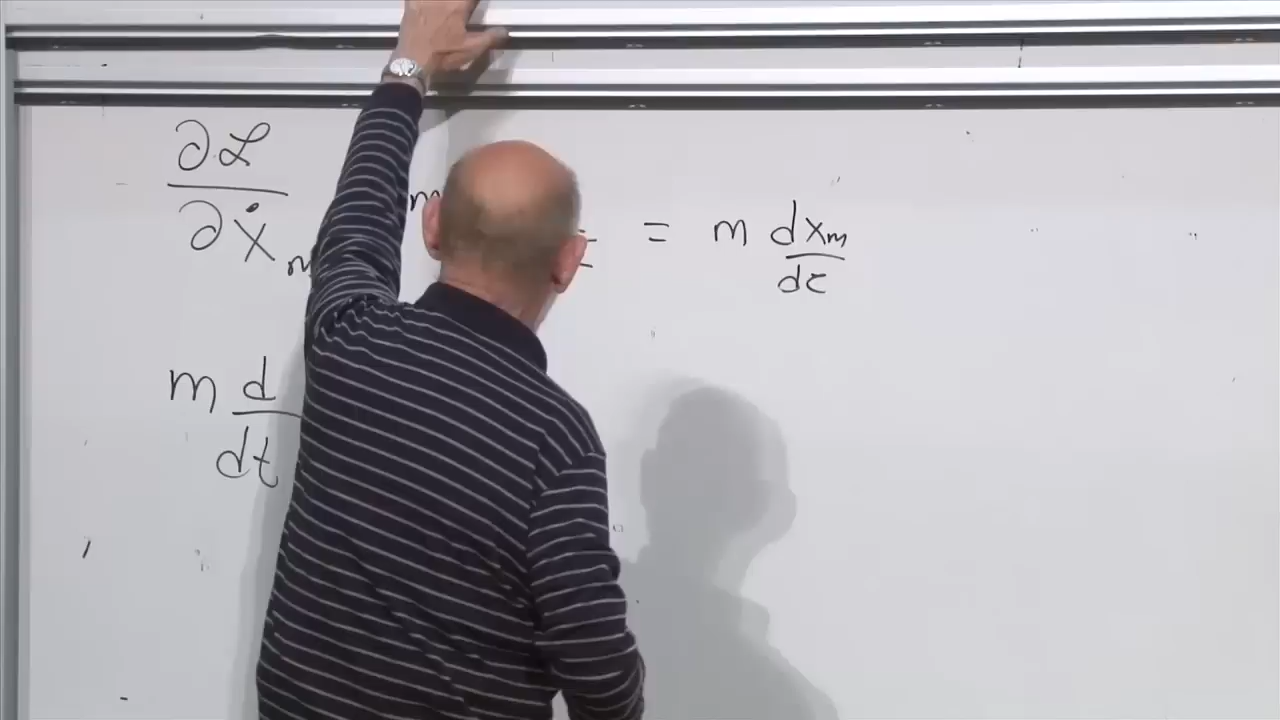 ∂ℒ/∂ẋₘ m = m dxₘ/dτ
m d/dt